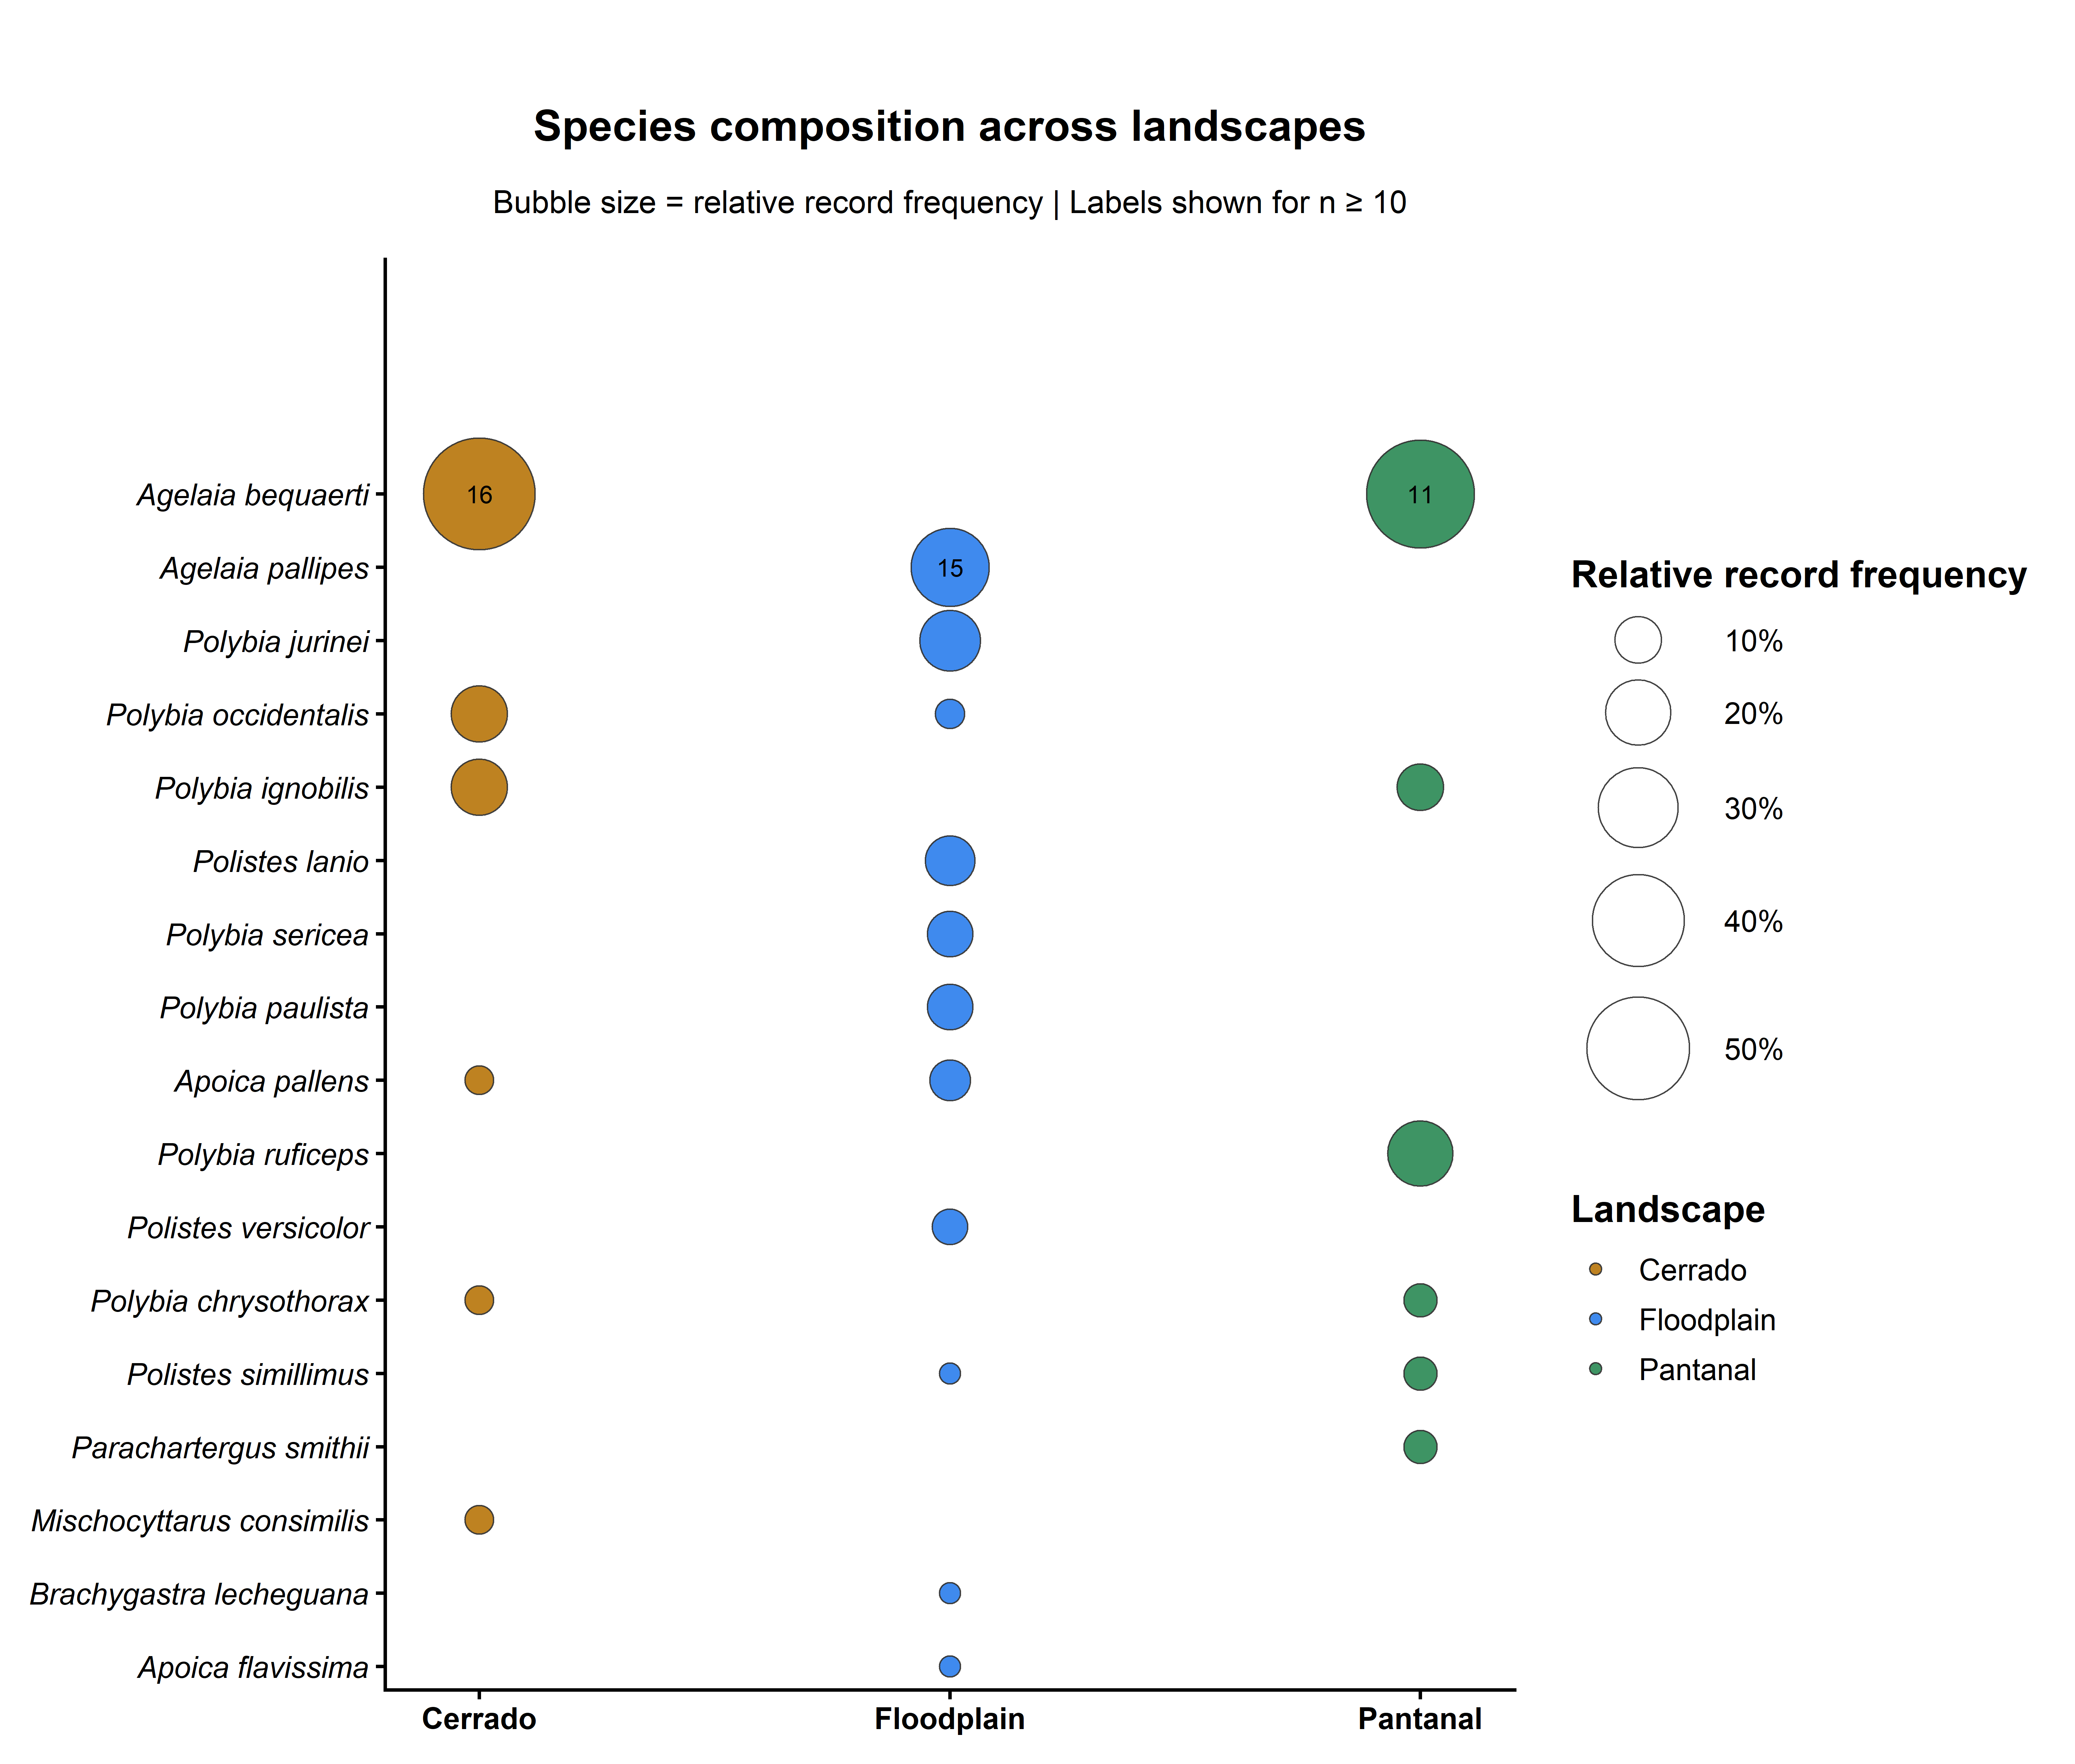 Species composition across landscapes
Bubble size = relative record frequency | Labels shown for n ≥ 10
Agelaia bequaerti
16
11
Agelaia pallipes
15
Polybia jurinei
Polybia occidentalis
Polybia ignobilis
Polistes lanio
Polybia sericea
Polybia paulista
Apoica pallens
Polybia ruficeps
Polistes versicolor
Polybia chrysothorax
Polistes simillimus
Parachartergus smithii
Mischocyttarus consimilis
Brachygastra lecheguana
Apoica flavissima
Cerrado
Floodplain
Pantanal
Relative record frequency
10%
20%
30%
40%
50%
Landscape
Cerrado
Floodplain
Pantanal